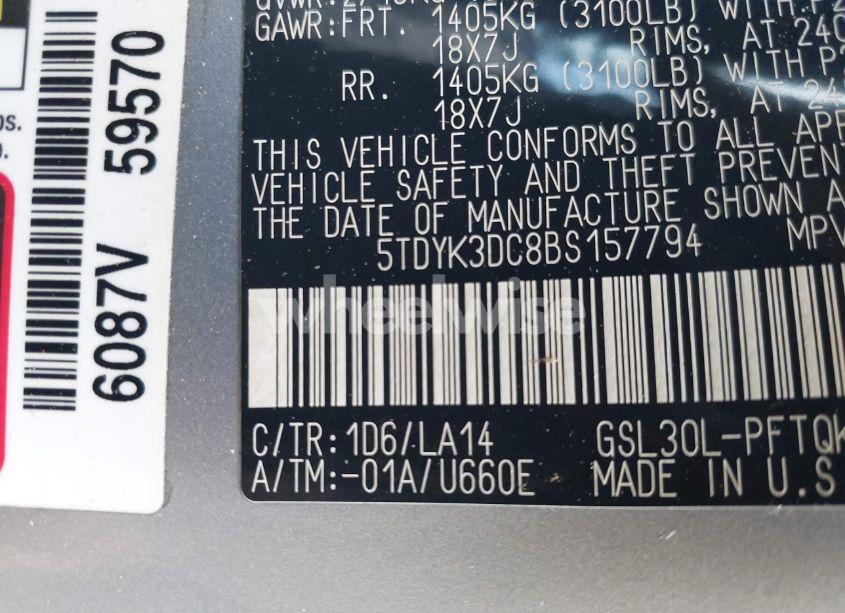 GAWR:FRT. 1405KG (3100LB) WITH
18X7J RIMS, AT 240
RR. 1405KG (3100LB) WITH
18X7J RIMS, AT
THIS VEHICLE CONFORMS TO ALL
VEHICLE SAFETY AND THEFT PREVEN
THE DATE OF MANUFACTURE SHOWN A
5TDYK3DC8BS157794 MPV
wheelwise
C/TR:1D6/LA14 GSL30L-PFTQK
A/TM:-01A/U660E MADE IN U.S
6087V 59570